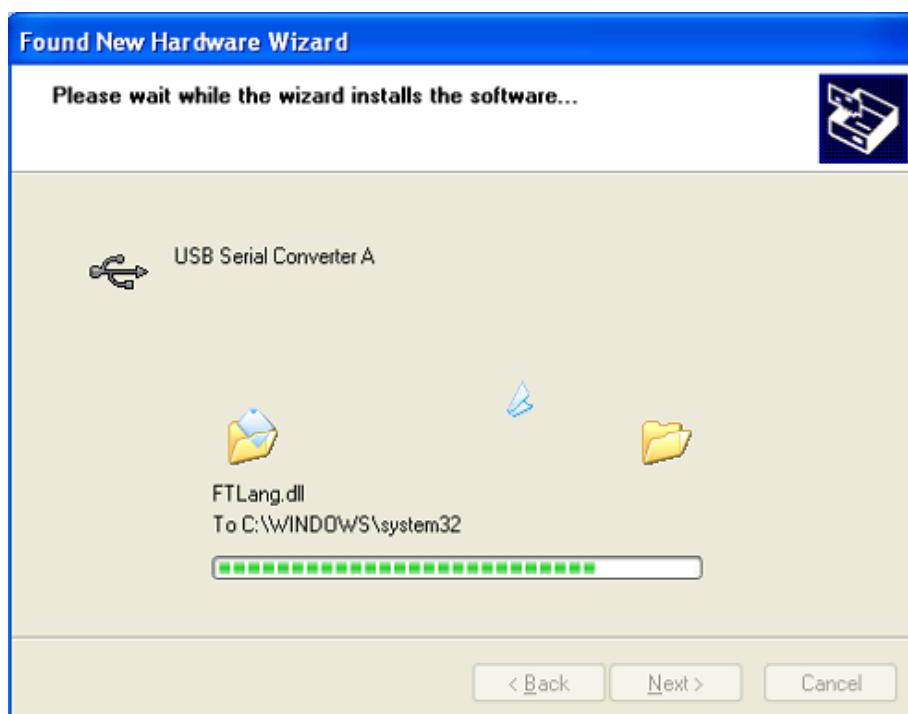 Found New Hardware Wizard
Please wait while the wizard installs the software...
USB Serial Converter A
FTLang.dll
To C:\WINDOWS\system32
< Back
Next >
Cancel